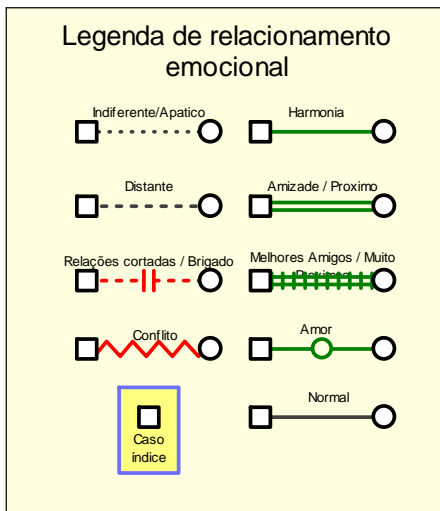 Legenda de relacionamento
emocional
Indiferente/Apatico
Harmonia
Distante
Amizade / Proximo
Relações cortadas / Brigado
Melhores Amigos / Muito
Proximos
Conflito
Amor
Caso
índice
Normal